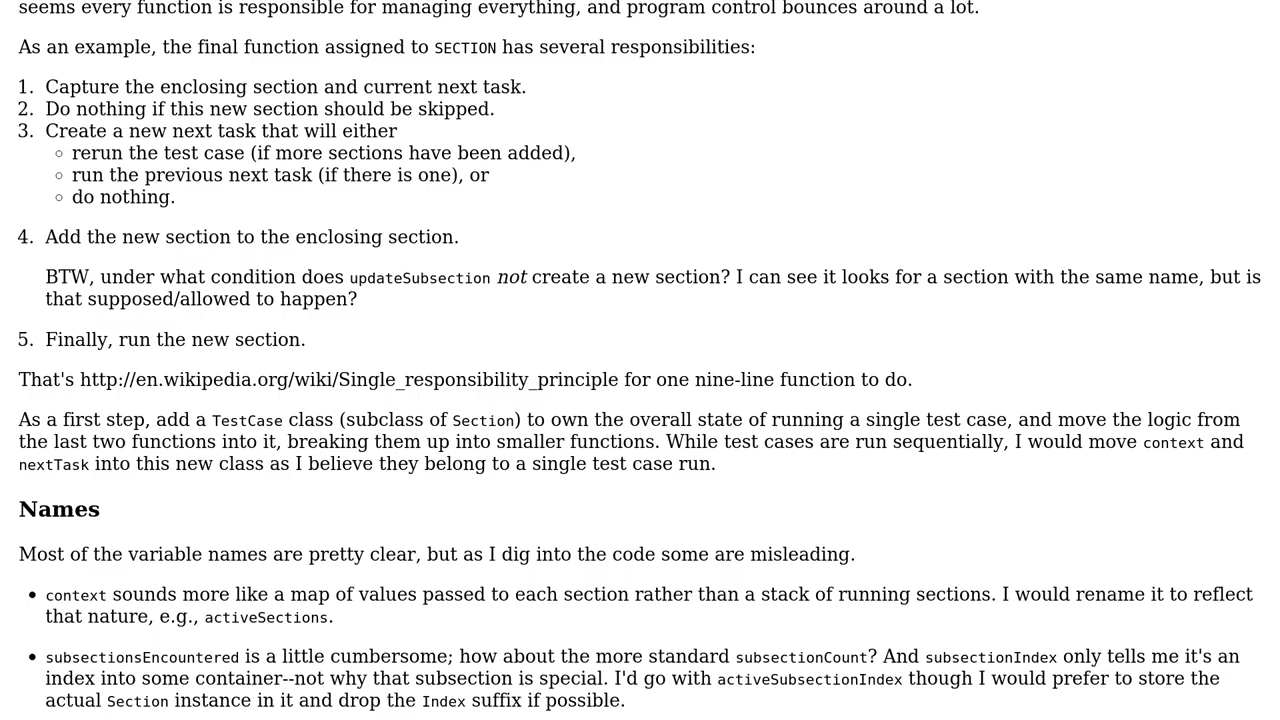 seems every function is responsible for managing everything, and program control bounces around a lot.
As an example, the final function assigned to SECTION has several responsibilities:
1. Capture the enclosing section and current next task.
2. Do nothing if this new section should be skipped.
3. Create a new next task that will either
◦ rerun the test case (if more sections have been added),
◦ run the previous next task (if there is one), or
◦ do nothing.
4. Add the new section to the enclosing section.
BTW, under what condition does updateSubsection not create a new section? I can see it looks for a section with the same name, but is
that supposed/allowed to happen?
5. Finally, run the new section.
That's http://en.wikipedia.org/wiki/Single_responsibility_principle for one nine-line function to do.
As a first step, add a TestCase class (subclass of Section) to own the overall state of running a single test case, and move the logic from
the last two functions into it, breaking them up into smaller functions. While test cases are run sequentially, I would move context and
nextTask into this new class as I believe they belong to a single test case run.
Names
Most of the variable names are pretty clear, but as I dig into the code some are misleading.
• context sounds more like a map of values passed to each section rather than a stack of running sections. I would rename it to reflect
that nature, e.g., activeSections.
• subsectionsEncountered is a little cumbersome; how about the more standard subsectionCount? And subsectionIndex only tells me it's an
index into some container--not why that subsection is special. I'd go with activeSubsectionIndex though I would prefer to store the
actual Section instance in it and drop the Index suffix if possible.